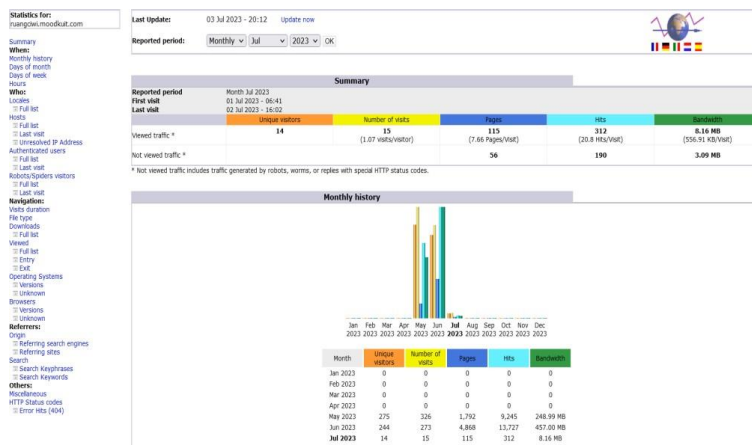 Statistics for:
ruangciwi.moodkuit.com
Summary
When:
Monthly history
Days of month
Days of week
Hours
Who:
Locales
Full list
Hosts
Full list
Last visit
Unresolved IP Address
Authenticated users
Full list
Last visit
Robots/Spiders visitors
Full list
Last visit
Navigation:
Visits duration
File type
Downloads
Full list
Viewed
Full list
Entry
Exit
Operating Systems
Versions
Unknown
Browsers
Versions
Unknown
Referrers:
Origin
Referring search engines
Referring sites
Search
Search Keyphrases
Search Keywords
Others:
Miscellaneous
HTTP Status codes
Error Hits (404)
Last Update: 03 Jul 2023 - 20:12 Update now
Reported period: Monthly Jul 2023 OK
Summary
Reported period Month Jul 2023
First visit 01 Jul 2023 - 06:41
Last visit 02 Jul 2023 - 16:02
Unique visitors Number of visits Pages Hits Bandwidth
Viewed traffic * 14 15 115 312 8.16 MB
(1.07 visits/visitor) (7.66 Pages/Visit) (20.8 Hits/Visit) (556.91 KB/Visit)
Not viewed traffic * 56 190 3.09 MB
* Not viewed traffic includes traffic generated by robots, worms, or replies with special HTTP status codes.
Monthly history
Jan Feb Mar Apr May Jun Jul Aug Sep Oct Nov Dec
2023 2023 2023 2023 2023 2023 2023 2023 2023 2023 2023 2023
Month Unique visitors Number of visits Pages Hits Bandwidth
Jan 2023 0 0 0 0 0
Feb 2023 0 0 0 0 0
Mar 2023 0 0 0 0 0
Apr 2023 0 0 0 0 0
May 2023 275 326 1,792 9,245 248.99 MB
Jun 2023 244 273 4,868 13,727 457.00 MB
Jul 2023 14 15 115 312 8.16 MB